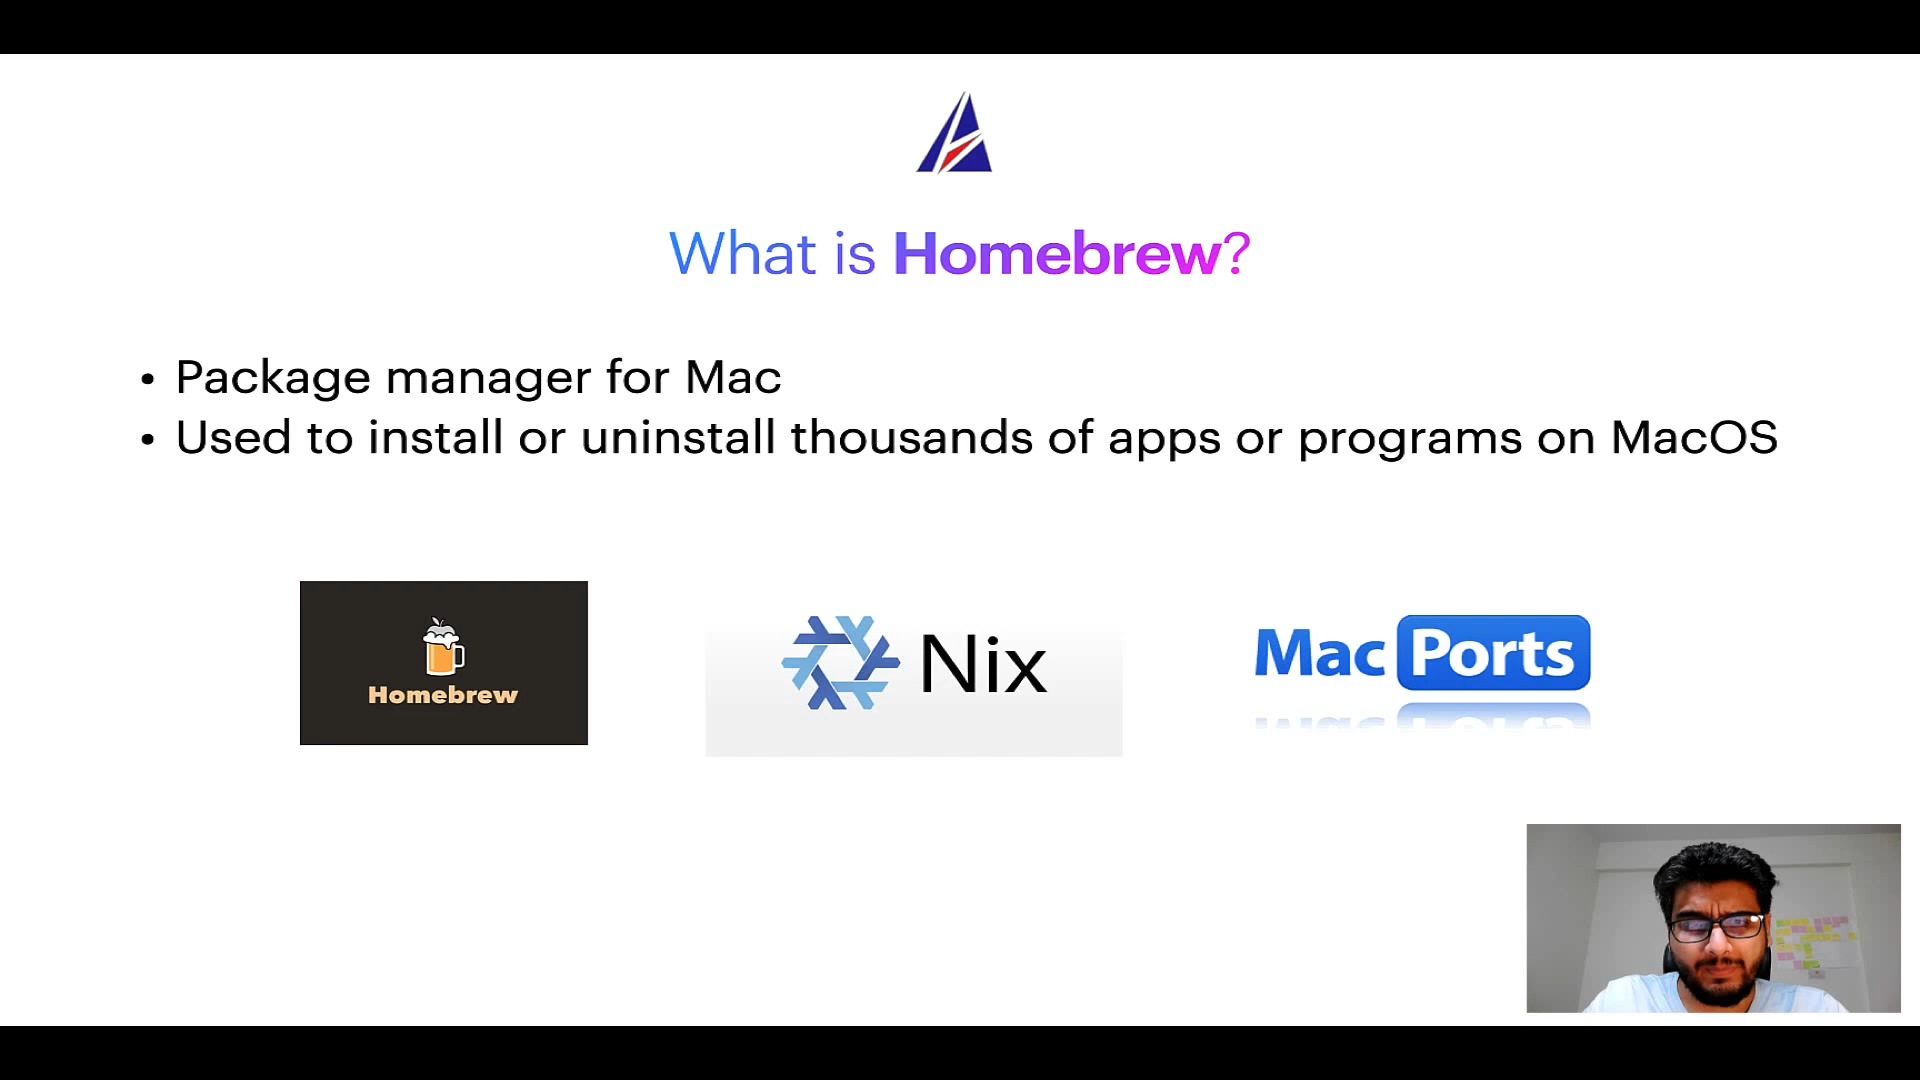 What is Homebrew?
• Package manager for Mac
• Used to install or uninstall thousands of apps or programs on MacOS
Homebrew
Nix
Mac Ports